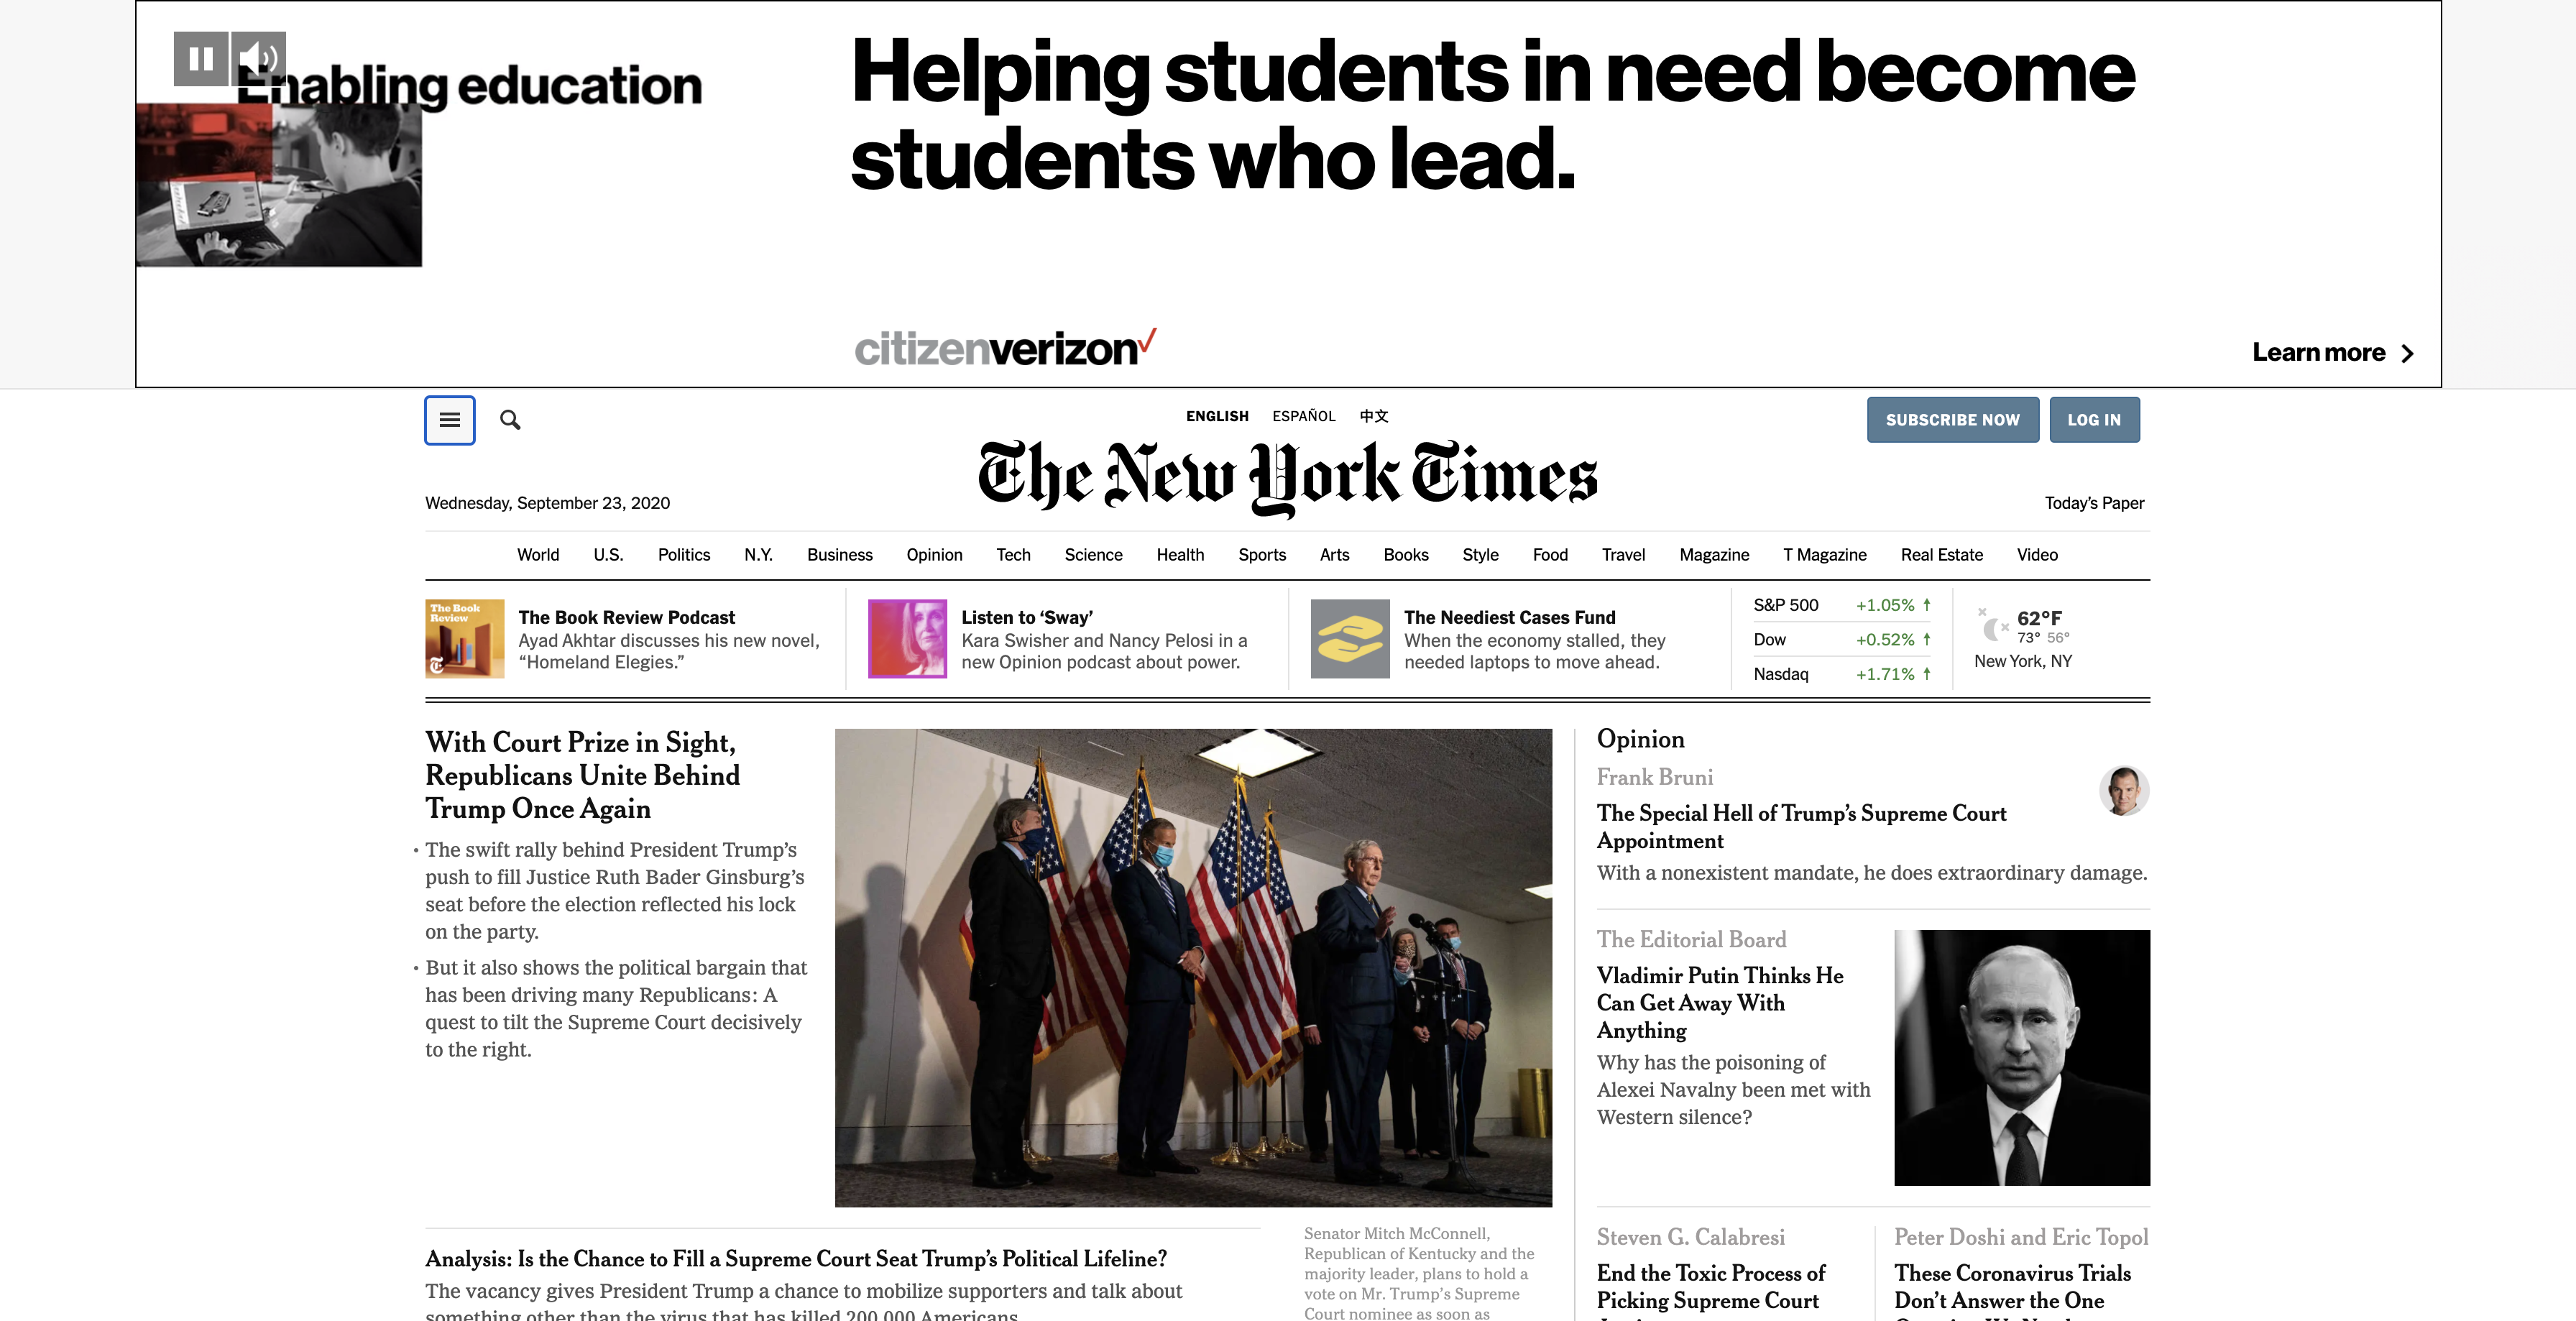 Enabling education
Helping students in need become
students who lead.
citizenverizon
Learn more
ENGLISH ESPAÑOL 中文
SUBSCRIBE NOW LOG IN
The New York Times
Wednesday, September 23, 2020
Today's Paper
World U.S. Politics N.Y. Business Opinion Tech Science Health Sports Arts Books Style Food Travel Magazine T Magazine Real Estate Video
The Book
Review
The Book Review Podcast
Ayad Akhtar discusses his new novel,
“Homeland Elegies.”
Listen to ‘Sway’
Kara Swisher and Nancy Pelosi in a
new Opinion podcast about power.
The Neediest Cases Fund
When the economy stalled, they
needed laptops to move ahead.
S&P 500 +1.05% ↑
Dow +0.52% ↑
Nasdaq +1.71% ↑
62°F
73° 56°
New York, NY
With Court Prize in Sight,
Republicans Unite Behind
Trump Once Again
• The swift rally behind President Trump’s
push to fill Justice Ruth Bader Ginsburg’s
seat before the election reflected his lock
on the party.
• But it also shows the political bargain that
has been driving many Republicans: A
quest to tilt the Supreme Court decisively
to the right.
Analysis: Is the Chance to Fill a Supreme Court Seat Trump’s Political Lifeline?
The vacancy gives President Trump a chance to mobilize supporters and talk about
something other than the virus that has killed 200,000 Americans.
Senator Mitch McConnell,
Republican of Kentucky and the
majority leader, plans to hold a
vote on Mr. Trump’s Supreme
Court nominee as soon as
Opinion
Frank Bruni
The Special Hell of Trump’s Supreme Court
Appointment
With a nonexistent mandate, he does extraordinary damage.
The Editorial Board
Vladimir Putin Thinks He
Can Get Away With
Anything
Why has the poisoning of
Alexei Navalny been met with
Western silence?
Steven G. Calabresi
End the Toxic Process of
Picking Supreme Court
Peter Doshi and Eric Topol
These Coronavirus Trials
Don’t Answer the One